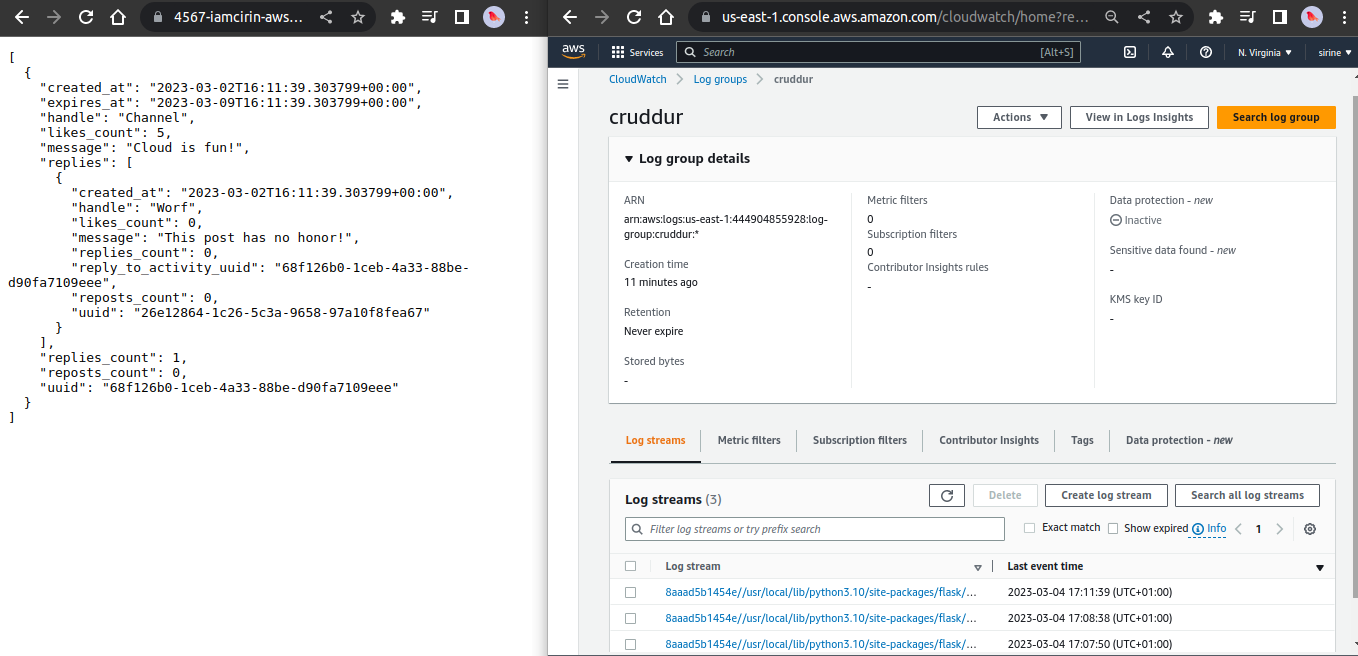 4567-iamcirin-aws...
[
{
"created_at": "2023-03-02T16:11:39.303799+00:00",
"expires_at": "2023-03-09T16:11:39.303799+00:00",
"handle": "Channel",
"likes_count": 5,
"message": "Cloud is fun!",
"replies": [
{
"created_at": "2023-03-02T16:11:39.303799+00:00",
"handle": "Worf",
"likes_count": 0,
"message": "This post has no honor!",
"replies_count": 0,
"reply_to_activity_uuid": "68f126b0-1ceb-4a33-88be-
d90fa7109eee",
"reposts_count": 0,
"uuid": "26e12864-1c26-5c3a-9658-97a10f8fea67"
}
],
"replies_count": 1,
"reposts_count": 0,
"uuid": "68f126b0-1ceb-4a33-88be-d90fa7109eee"
}
]
us-east-1.console.aws.amazon.com/cloudwatch/home?re...
aws Services Search [Alt+S] N. Virginia sirine
CloudWatch Log groups cruddur
cruddur
Actions View in Logs Insights Search log group
Log group details
ARN
arn:aws:logs:us-east-1:444904855928:log-
group:cruddur:*
Creation time
11 minutes ago
Retention
Never expire
Stored bytes
-
Metric filters
0
Subscription filters
0
Contributor Insights rules
-
Data protection - new
Inactive
Sensitive data found - new
-
KMS key ID
-
Log streams Metric filters Subscription filters Contributor Insights Tags Data protection - new
Log streams (3)
Delete Create log stream Search all log streams
Filter log streams or try prefix search Exact match Show expired Info 1
Log stream Last event time
8aaad5b1454e//usr/local/lib/python3.10/site-packages/flask/... 2023-03-04 17:11:39 (UTC+01:00)
8aaad5b1454e//usr/local/lib/python3.10/site-packages/flask/... 2023-03-04 17:08:38 (UTC+01:00)
8aaad5b1454e//usr/local/lib/python3.10/site-packages/flask/... 2023-03-04 17:07:50 (UTC+01:00)